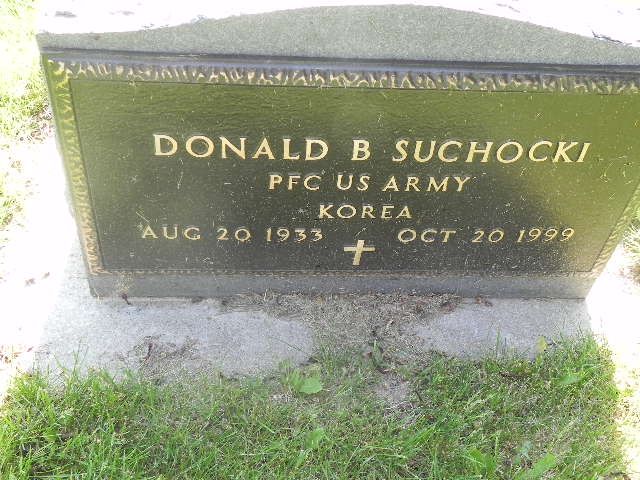 DONALD B SUCHOCKI
PFC US ARMY
KOREA
AUG 20 1933 OCT 20 1999